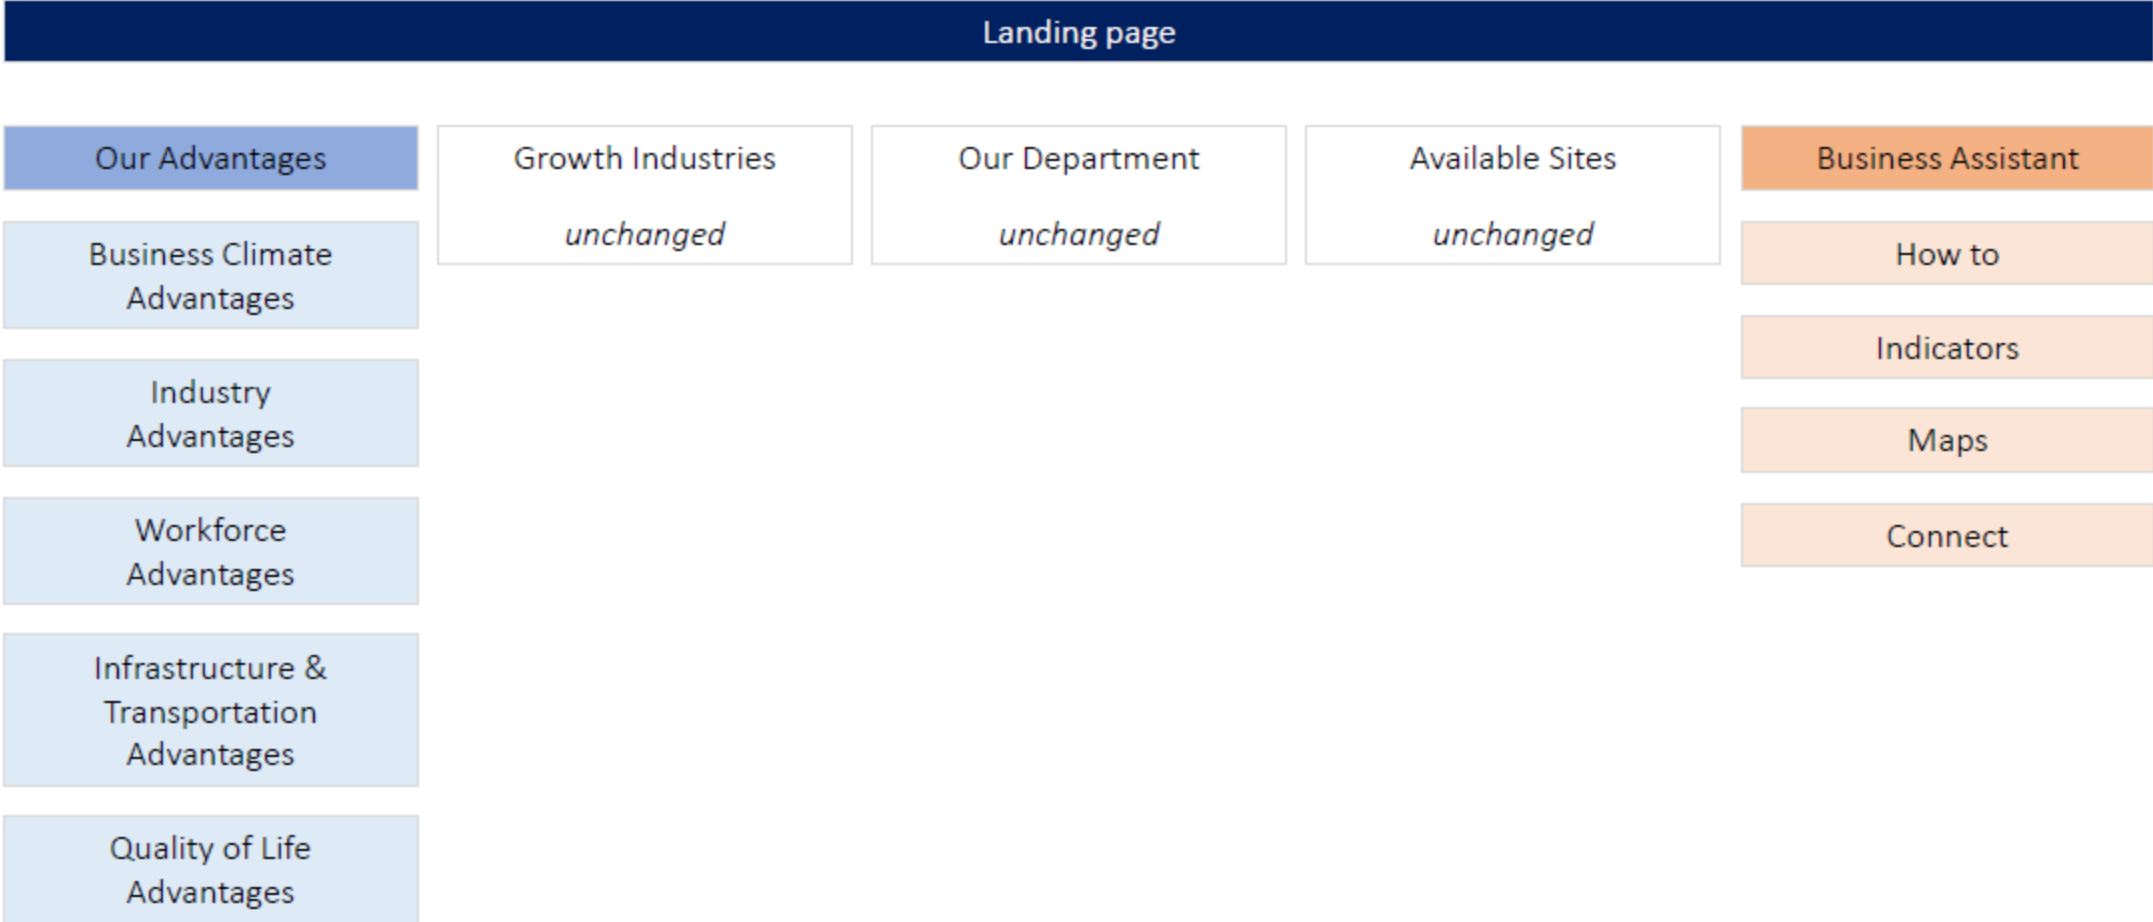 Landing page
Our Advantages
Business Climate
Advantages
Industry
Advantages
Workforce
Advantages
Infrastructure &
Transportation
Advantages
Quality of Life
Advantages
Growth Industries
unchanged
Our Department
unchanged
Available Sites
unchanged
Business Assistant
How to
Indicators
Maps
Connect